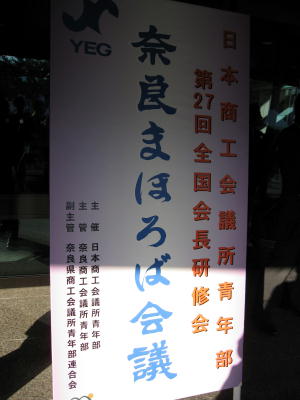 YEG
日本商工会議所青年部
第27回全国会長研修会
奈良まほろば会議
主催 日本商工会議所青年部
主管 奈良商工会議所青年部
副主管 奈良県商工会議所青年部連合会